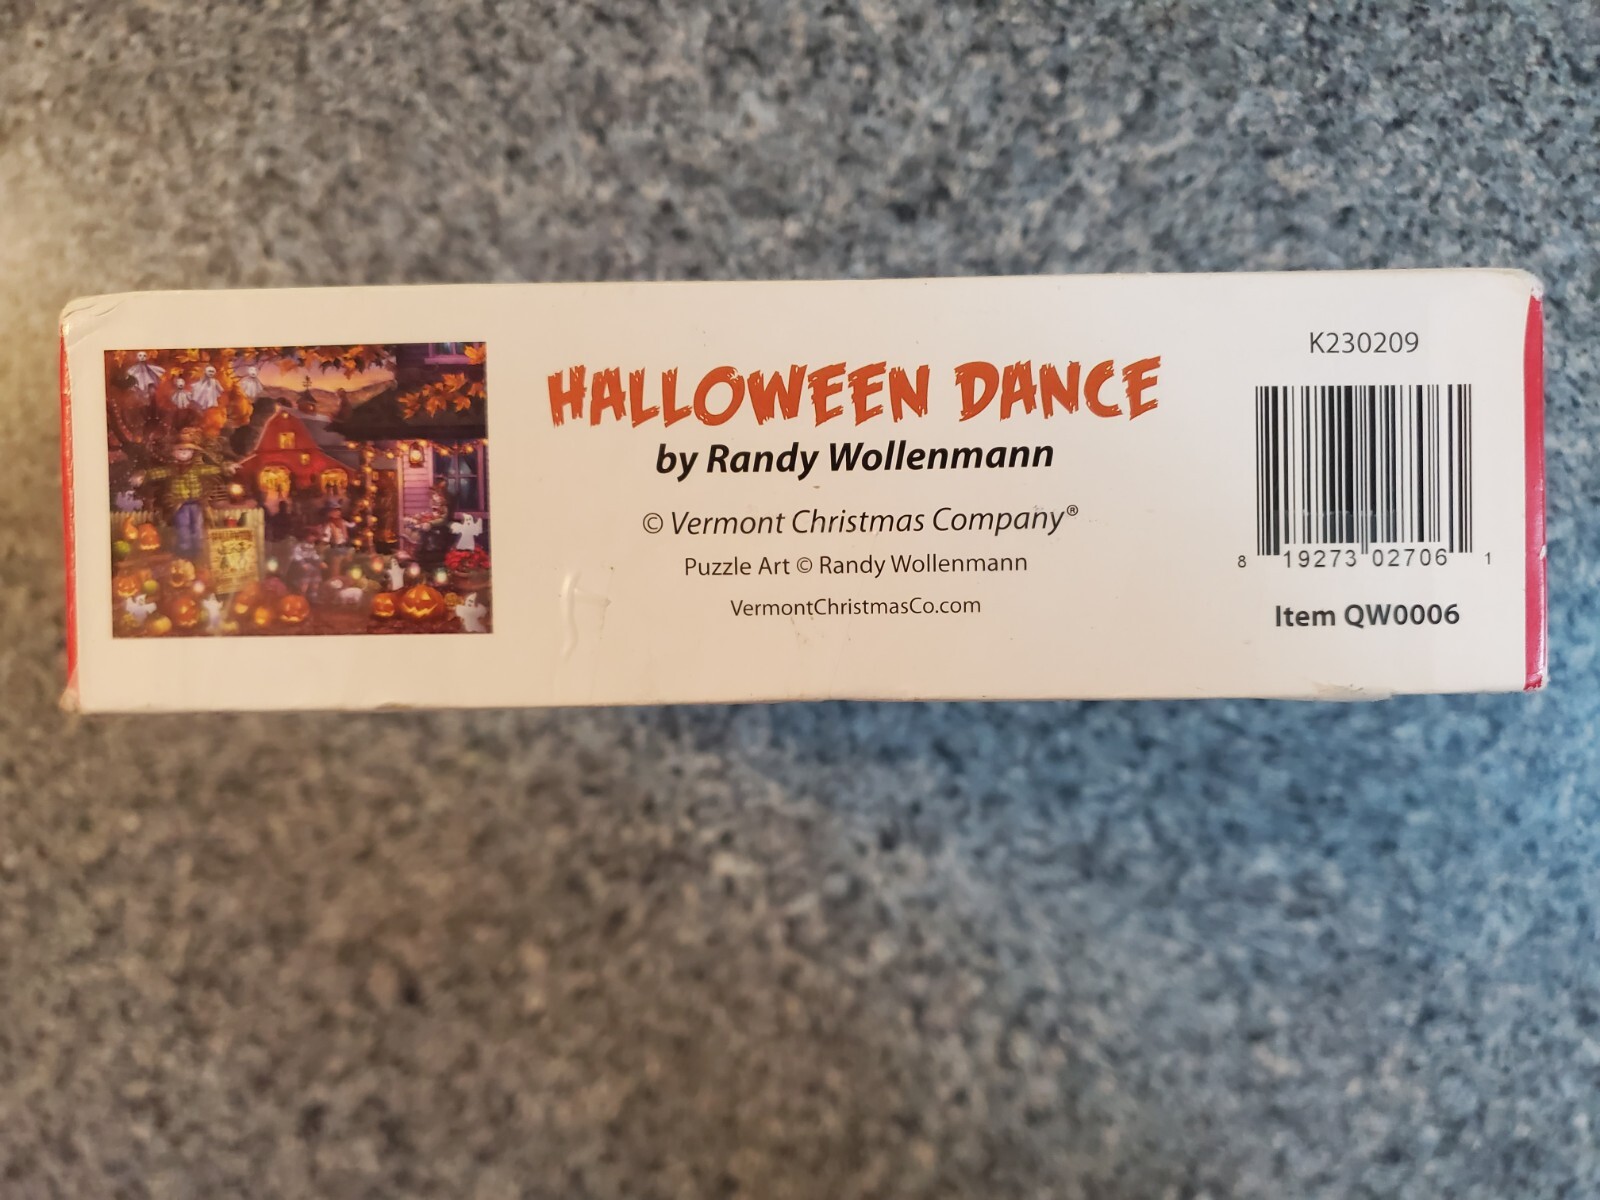 HALLOWEEN DANCE
by Randy Wollenmann
© Vermont Christmas Company®
Puzzle Art © Randy Wollenmann
VermontChristmasCo.com
K230209
8 19273 02706 1
Item QW0006
HALLOWEEN